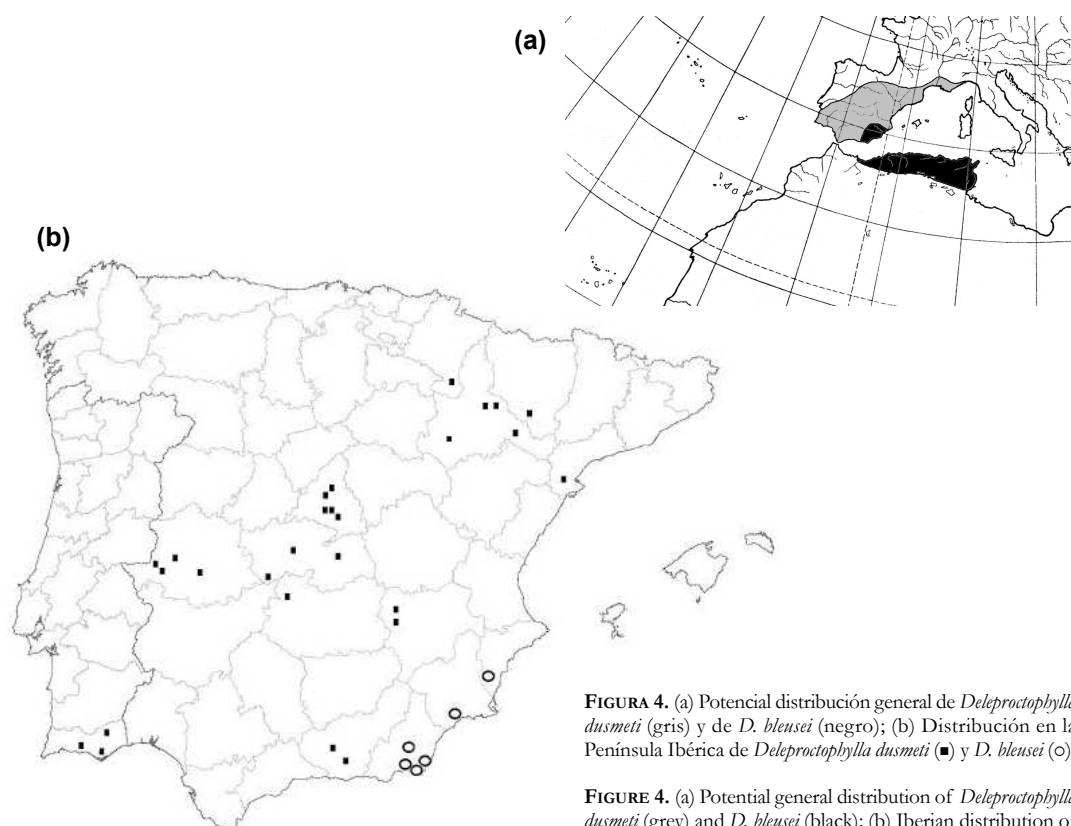 (a)
(b)
FIGURA 4. (a) Potencial distribución general de Deleproctophylla
dusmeti (gris) y de D. bleusei (negro); (b) Distribución en la
Península Ibérica de Deleproctophylla dusmeti (■) y D. bleusei (○)
FIGURE 4. (a) Potential general distribution of Deleproctophylla
dusmeti (grey) and D. bleusei (black); (b) Iberian distribution of